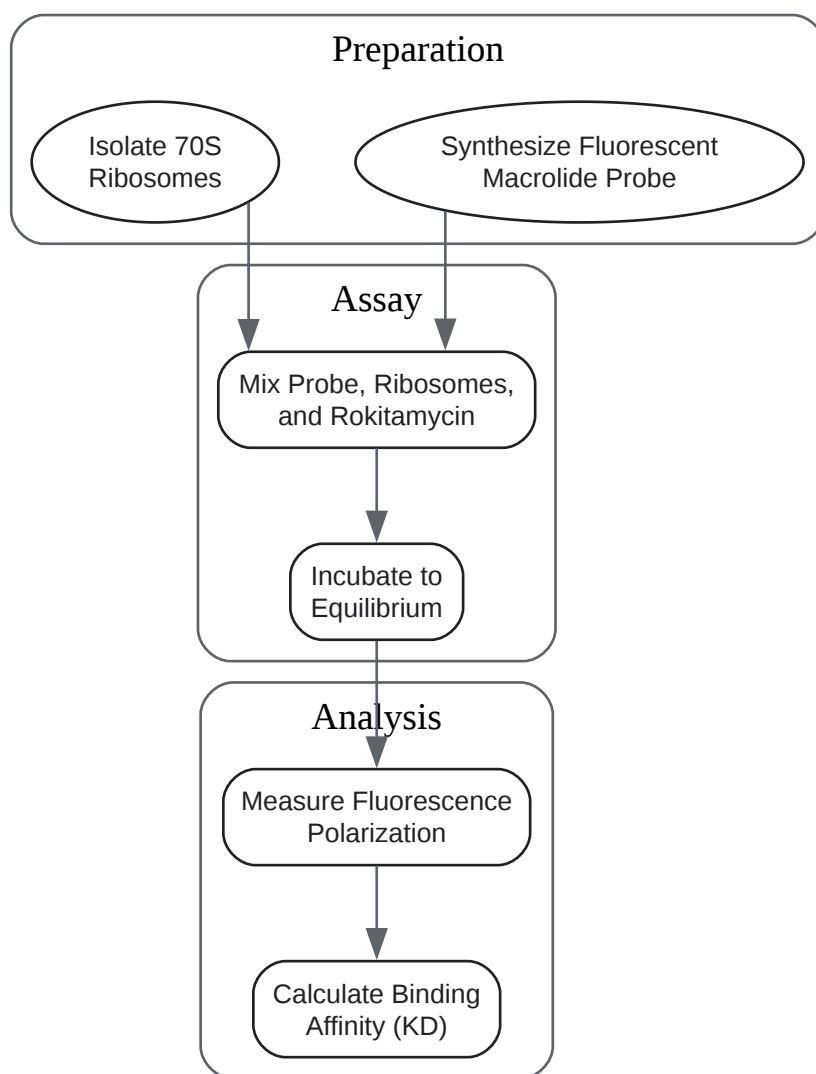 Preparation
Isolate 70S
Ribosomes
Synthesize Fluorescent
Macrolide Probe
Assay
Mix Probe, Ribosomes,
and Rokitamycin
Incubate to
Equilibrium
Analysis
Measure Fluorescence
Polarization
Calculate Binding
Affinity (KD)